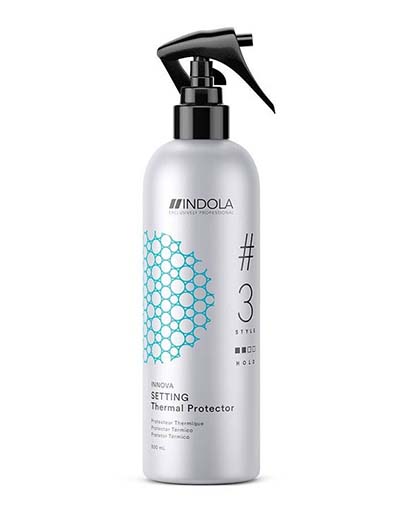 //INDOLA
EXCLUSIVELY PROFESSIONAL
#
3
STYLE
HOLD
INNOVA
SETTING
Thermal Protector
Protecteur Thermique
Protector Térmico
Protetor Térmico
300 mL